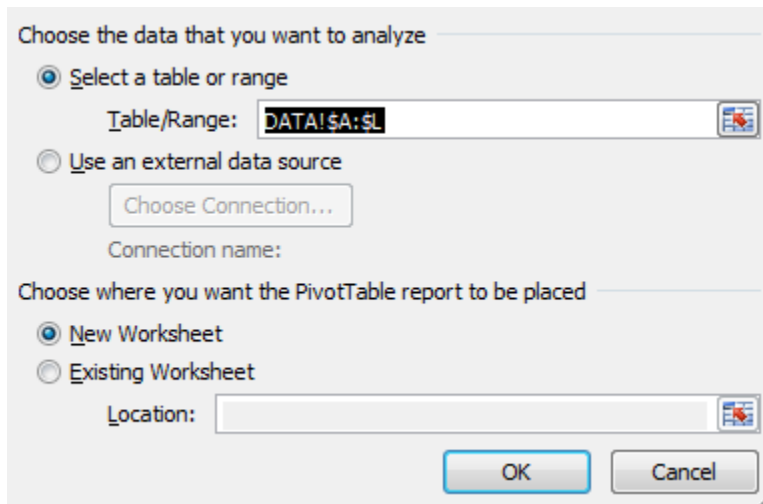 Choose the data that you want to analyze
Select a table or range
Table/Range: DATA!$A:$L
Use an external data source
Choose Connection...
Connection name:
Choose where you want the PivotTable report to be placed
New Worksheet
Existing Worksheet
Location:
OK Cancel